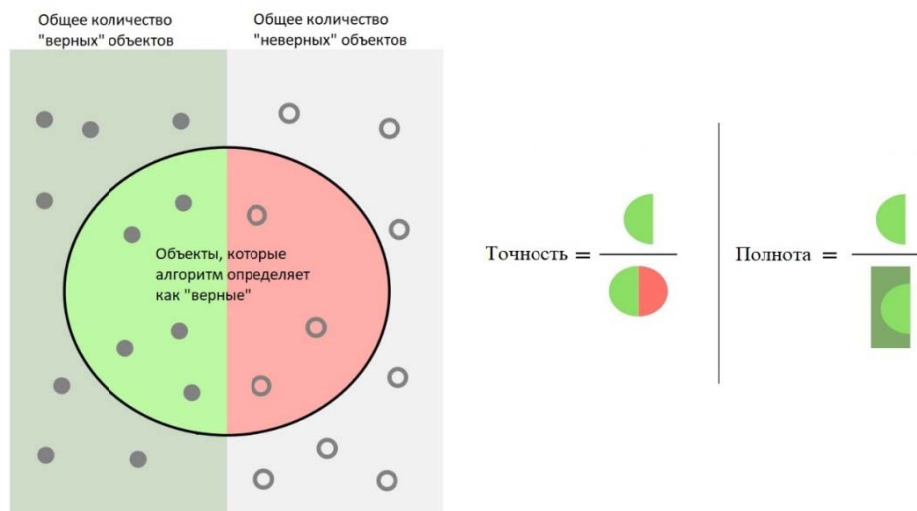 Общее количество
"верных" объектов
Общее количество
"неверных" объектов
Объекты, которые
алгоритм определяет
как "верные"
Точность =
Полнота =